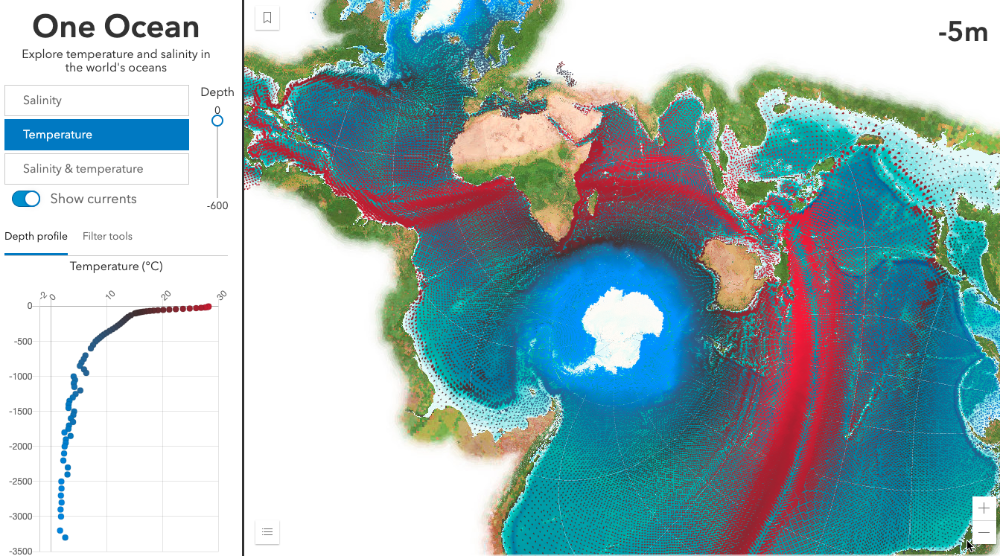 One Ocean
Explore temperature and salinity in
the world's oceans
Salinity
Temperature
Salinity & temperature
Show currents
Depth
0
-600
Depth profile
Filter tools
Temperature (°C)
-2
0
10
20
30
0
-500
-1000
-1500
-2000
-2500
-3000
-3500
-5m